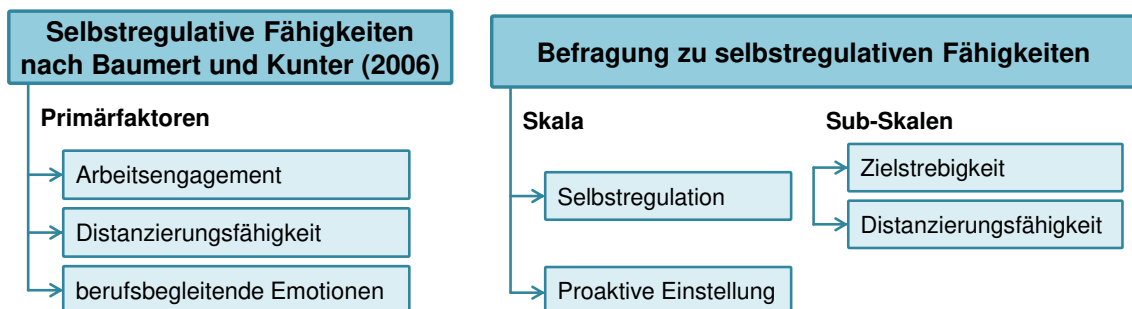 Selbstregulative Fähigkeiten
nach Baumert und Kunter (2006)
Primärfaktoren
Arbeitsengagement
Distanzierungsfähigkeit
berufsbegleitende Emotionen
Befragung zu selbstregulativen Fähigkeiten
Skala
Sub-Skalen
Selbstregulation
Zielstrebigkeit
Distanzierungsfähigkeit
Proaktive Einstellung